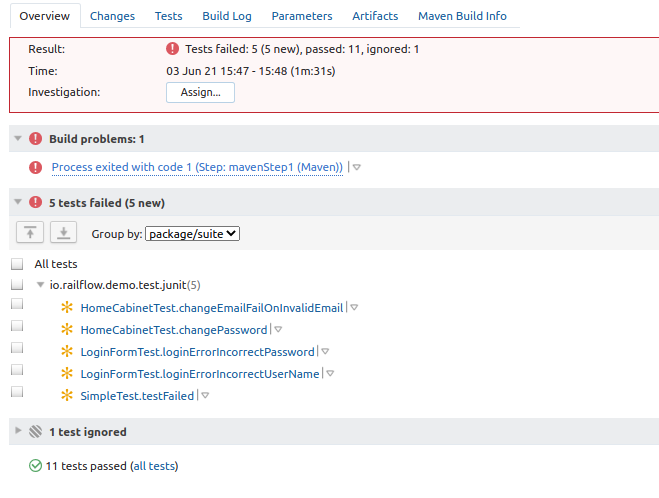 Overview Changes Tests Build Log Parameters Artifacts Maven Build Info
Result: Tests failed: 5 (5 new), passed: 11, ignored: 1
Time: 03 Jun 21 15:47 - 15:48 (1m:31s)
Investigation: Assign...
Build problems: 1
Process exited with code 1 (Step: mavenStep1 (Maven))
5 tests failed (5 new)
Group by: package/suite
All tests
io.railflow.demo.test.junit(5)
HomeCabinetTest.changeEmailFailOnInvalidEmail
HomeCabinetTest.changePassword
LoginFormTest.loginErrorIncorrectPassword
LoginFormTest.loginErrorIncorrectUserName
SimpleTest.testFailed
1 test ignored
11 tests passed (all tests)